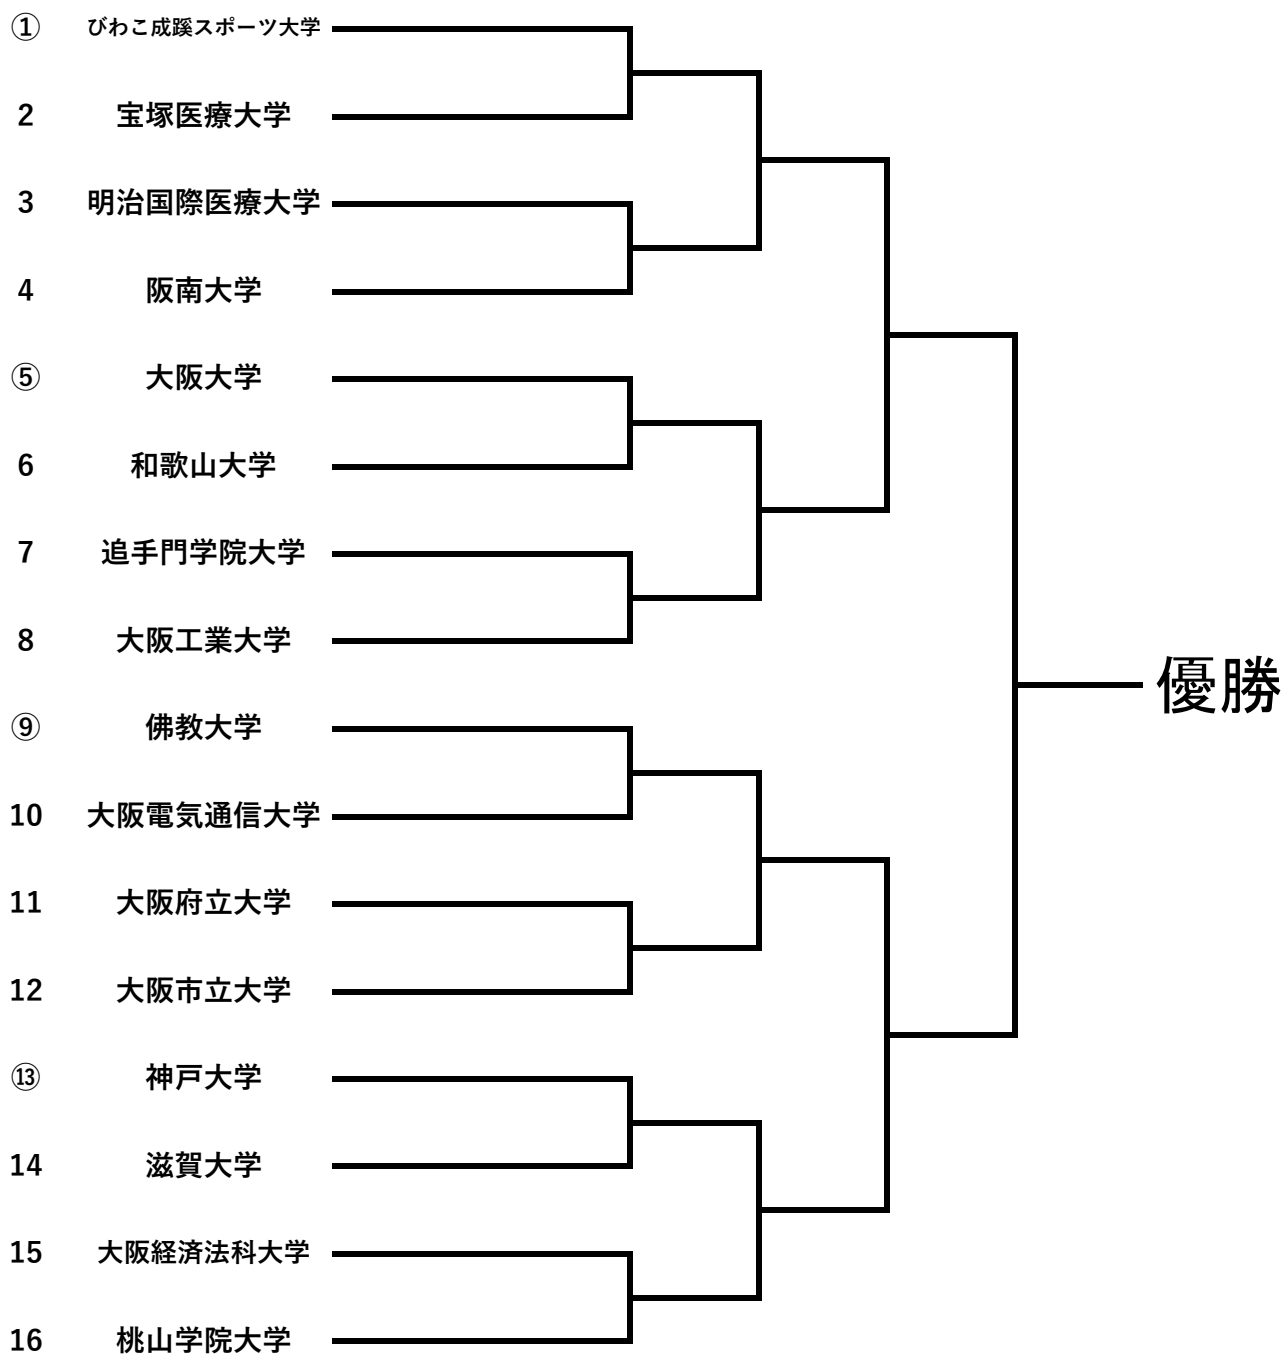 ① びわこ成蹊スポーツ大学
2 宝塚医療大学
3 明治国際医療大学
4 阪南大学
⑤ 大阪大学
6 和歌山大学
7 追手門学院大学
8 大阪工業大学
優勝
⑨ 佛教大学
10 大阪電気通信大学
11 大阪府立大学
12 大阪市立大学
⑬ 神戸大学
14 滋賀大学
15 大阪経済法科大学
16 桃山学院大学